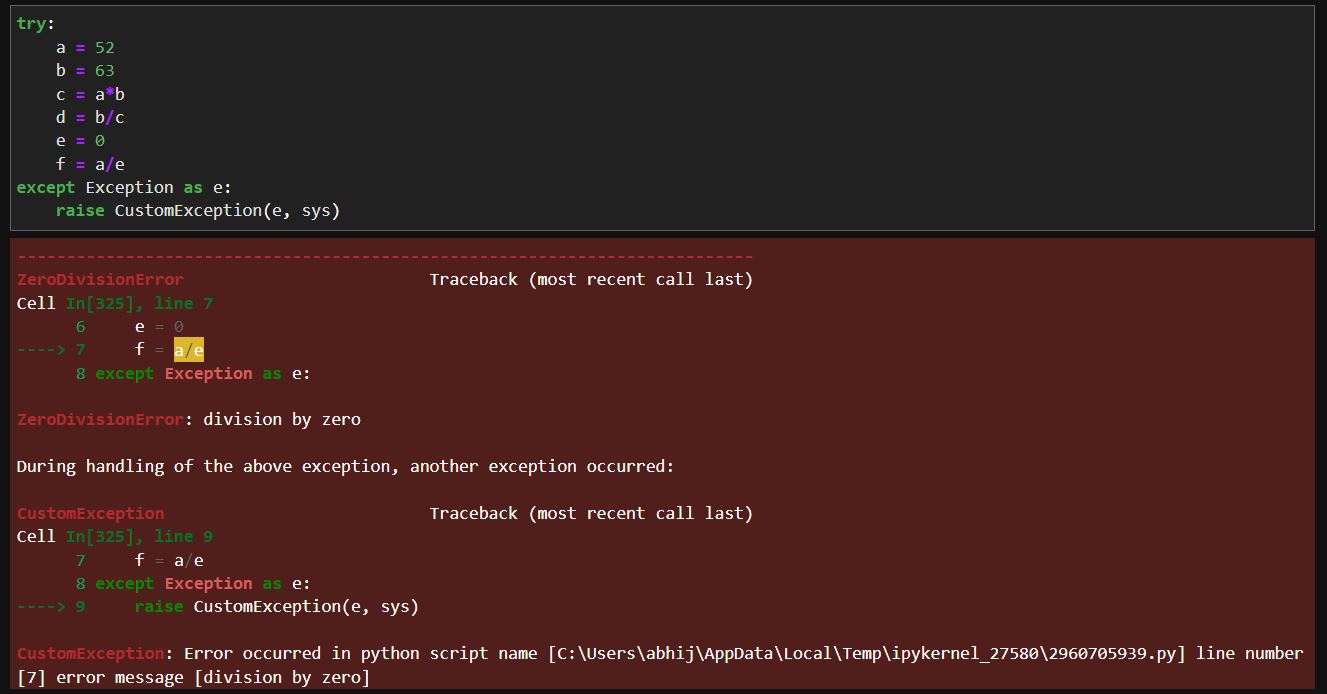 try:
    a = 52
    b = 63
    c = a*b
    d = b/c
    e = 0
    f = a/e
except Exception as e:
    raise CustomException(e, sys)
---------------------------------------------------------------------------
ZeroDivisionError                         Traceback (most recent call last)
Cell In[325], line 7
      6     e = 0
----> 7     f = a/e
      8 except Exception as e:

ZeroDivisionError: division by zero

During handling of the above exception, another exception occurred:

CustomException                           Traceback (most recent call last)
Cell In[325], line 9
      7     f = a/e
      8 except Exception as e:
----> 9     raise CustomException(e, sys)

CustomException: Error occurred in python script name [C:\Users\abhij\AppData\Local\Temp\ipykernel_27580\2960705939.py] line number
[7] error message [division by zero]